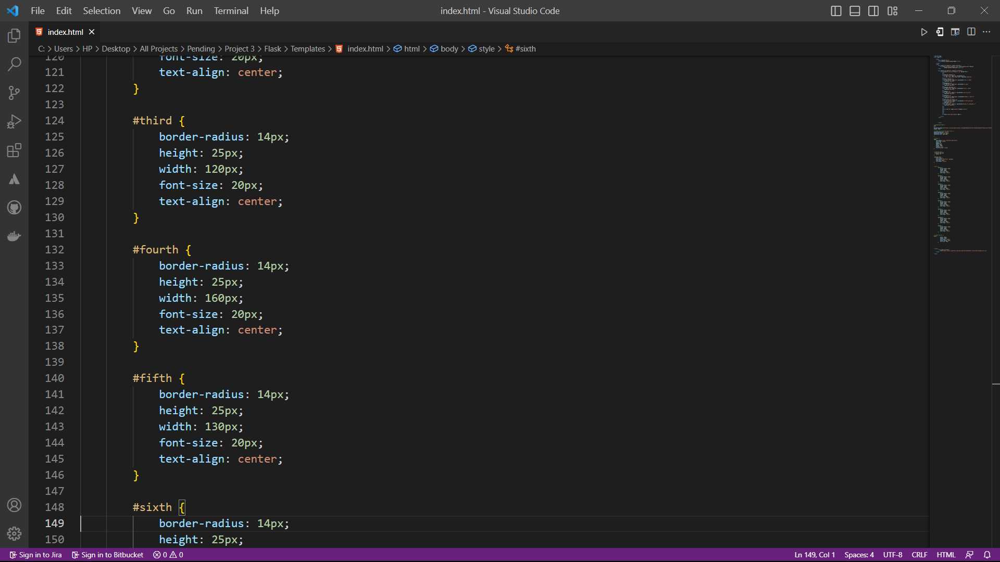 File Edit Selection View Go Run Terminal Help
index.html - Visual Studio Code
index.html
C: > Users > HP > Desktop > All Projects > Pending > Project 3 > Flask > Templates > index.html > html > body > style > #sixth
120 font-size: 20px;
121 text-align: center;
122 }
123
124 #third {
125 border-radius: 14px;
126 height: 25px;
127 width: 120px;
128 font-size: 20px;
129 text-align: center;
130 }
131
132 #fourth {
133 border-radius: 14px;
134 height: 25px;
135 width: 160px;
136 font-size: 20px;
137 text-align: center;
138 }
139
140 #fifth {
141 border-radius: 14px;
142 height: 25px;
143 width: 130px;
144 font-size: 20px;
145 text-align: center;
146 }
147
148 #sixth {
149 border-radius: 14px;
150 height: 25px;
Sign in to Jira Sign in to Bitbucket 0 0 Ln 149, Col 1 Spaces: 4 UTF-8 CRLF HTML